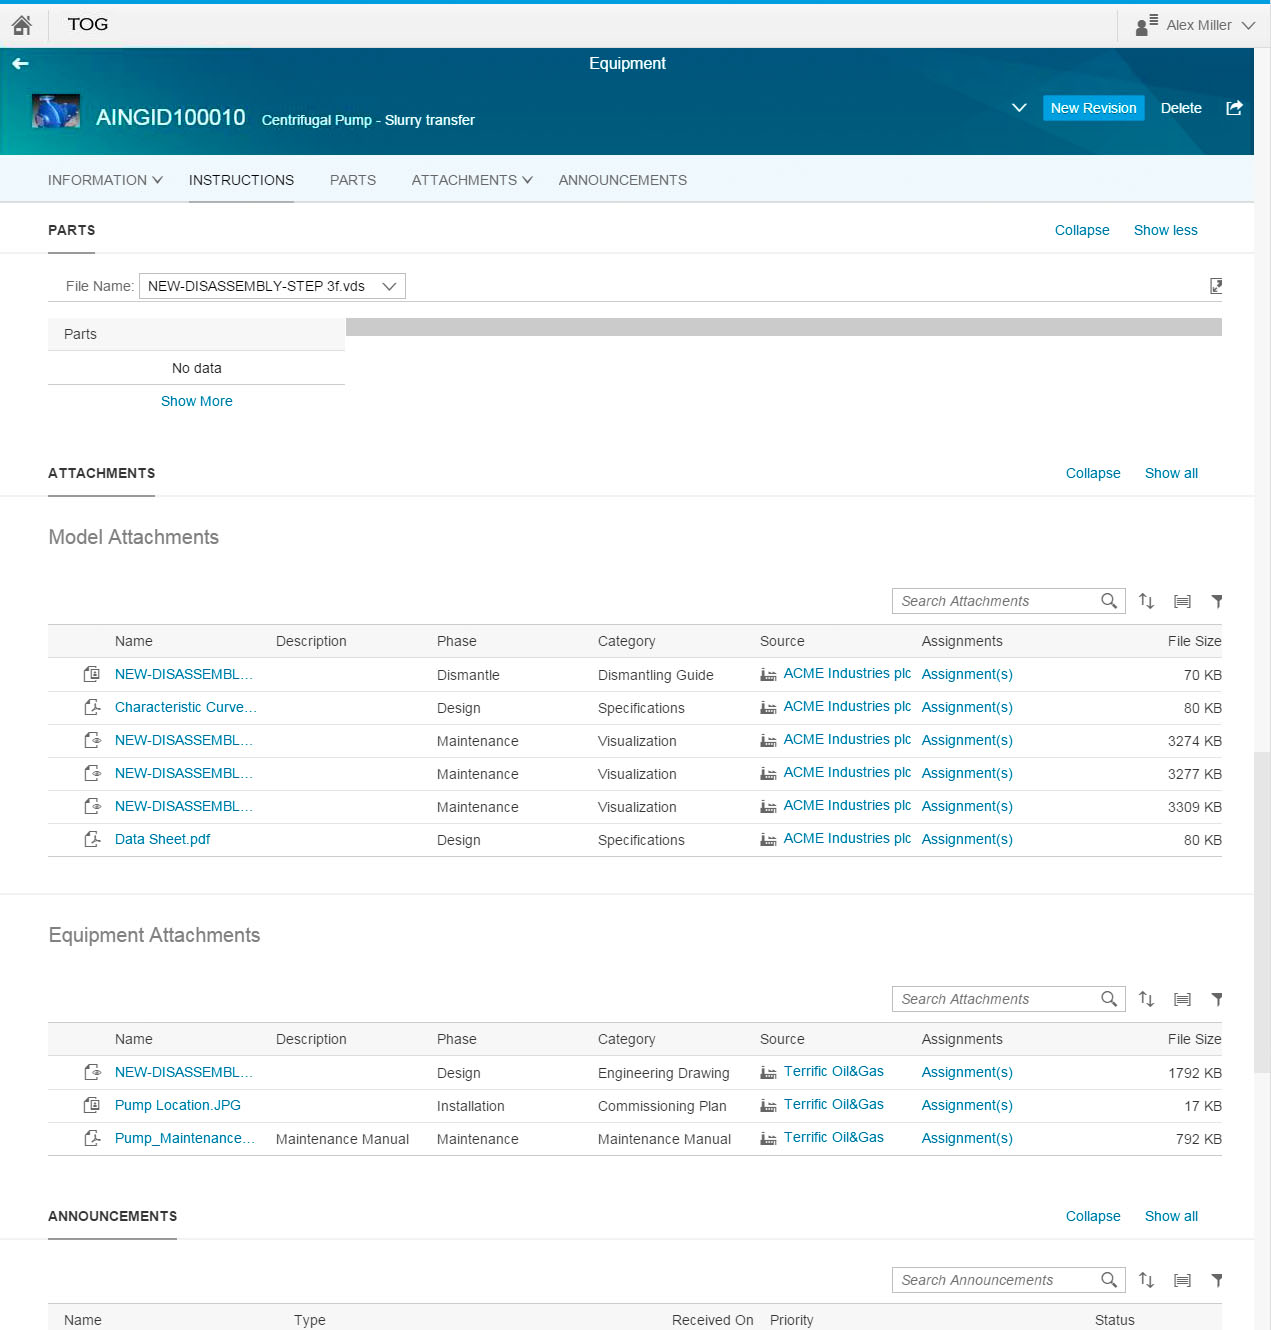 TOG
Alex Miller
Equipment
AINGID100010 Centrifugal Pump - Slurry transfer
New Revision Delete
INFORMATION INSTRUCTIONS PARTS ATTACHMENTS ANNOUNCEMENTS
PARTS Collapse Show less
File Name: NEW-DISASSEMBLY-STEP 3f.vds
Parts
No data
Show More
ATTACHMENTS Collapse Show all
Model Attachments
Search Attachments
Name Description Phase Category Source Assignments File Size
NEW-DISASSEMBL... Dismantle Dismantling Guide ACME Industries plc Assignment(s) 70 KB
Characteristic Curve... Design Specifications ACME Industries plc Assignment(s) 80 KB
NEW-DISASSEMBL... Maintenance Visualization ACME Industries plc Assignment(s) 3274 KB
NEW-DISASSEMBL... Maintenance Visualization ACME Industries plc Assignment(s) 3277 KB
NEW-DISASSEMBL... Maintenance Visualization ACME Industries plc Assignment(s) 3309 KB
Data Sheet.pdf Design Specifications ACME Industries plc Assignment(s) 80 KB
Equipment Attachments
Search Attachments
Name Description Phase Category Source Assignments File Size
NEW-DISASSEMBL... Design Engineering Drawing Terrific Oil&Gas Assignment(s) 1792 KB
Pump Location.JPG Installation Commissioning Plan Terrific Oil&Gas Assignment(s) 17 KB
Pump_Maintenance... Maintenance Manual Maintenance Maintenance Manual Terrific Oil&Gas Assignment(s) 792 KB
ANNOUNCEMENTS Collapse Show all
Search Announcements
Name Type Received On Priority Status